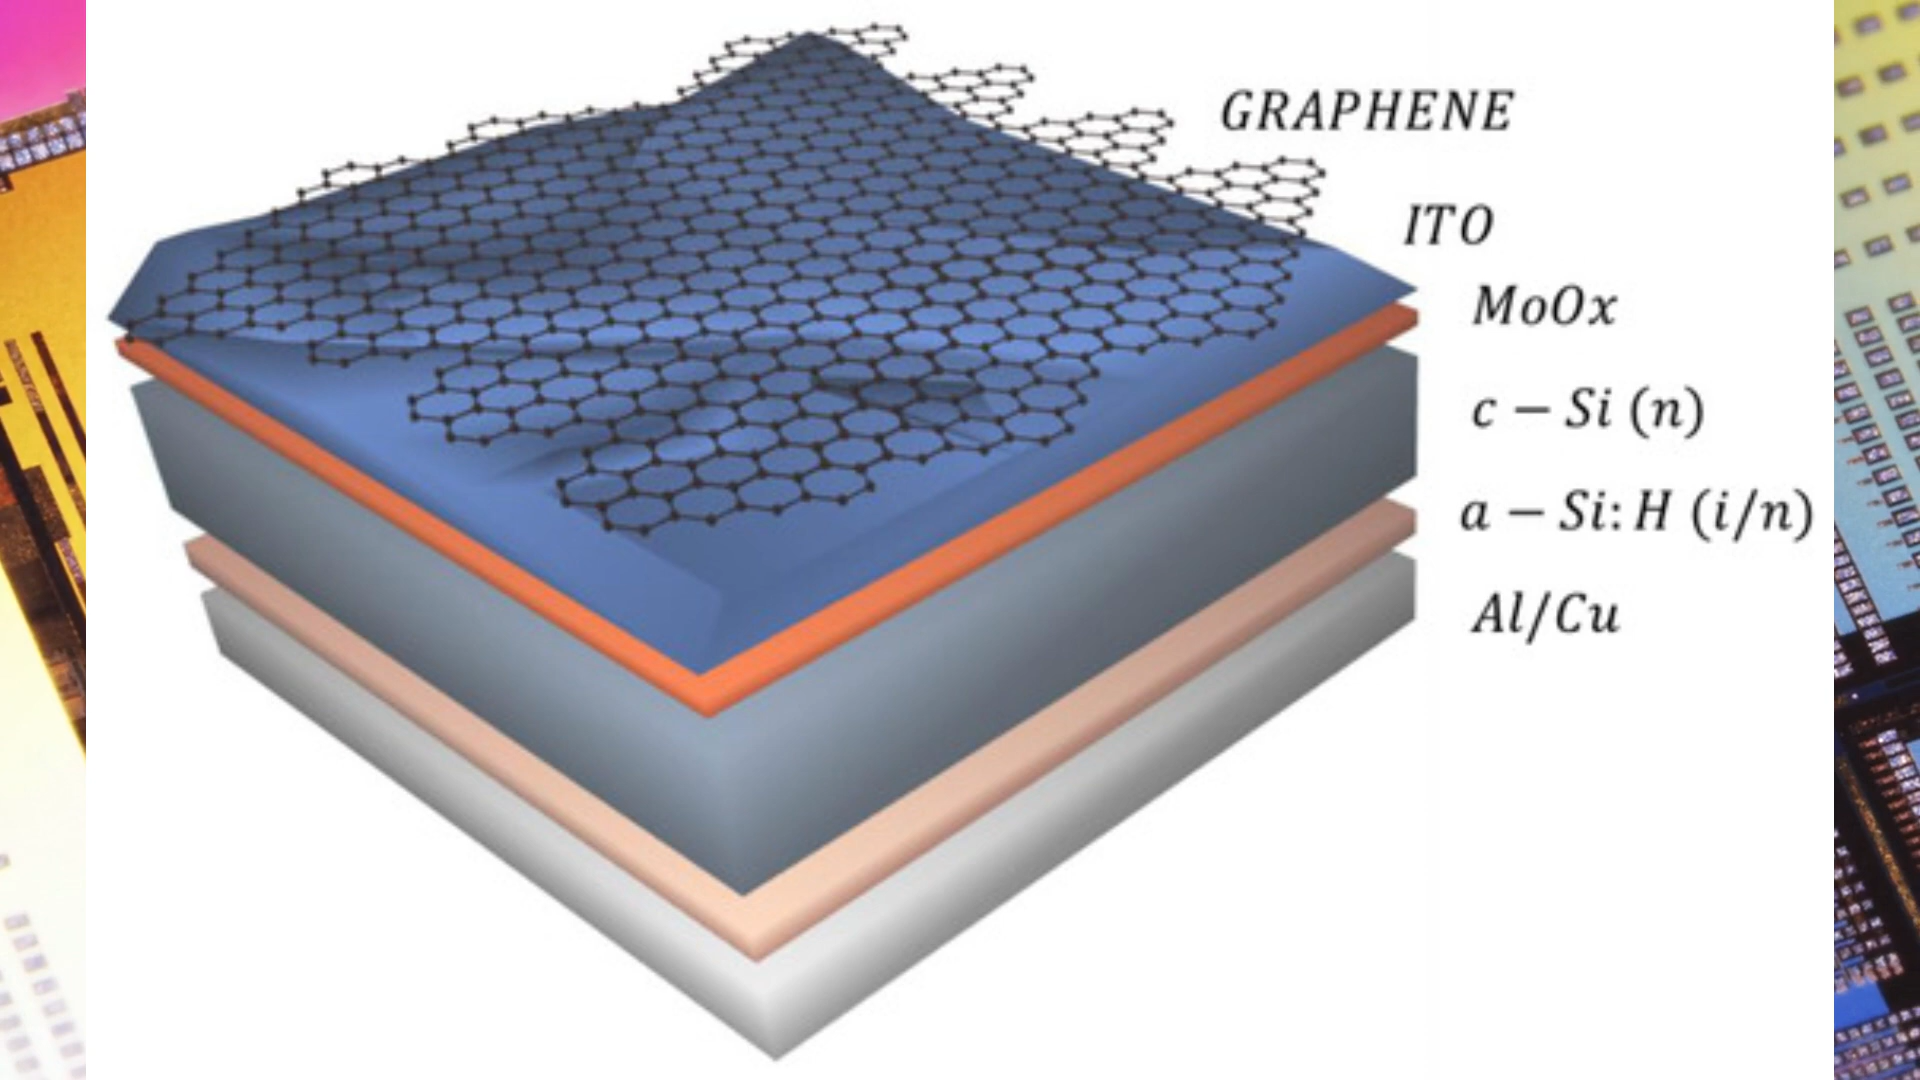 GRAPHENE
ITO
MoOx
c − Si (n)
a − Si: H (i/n)
Al/Cu